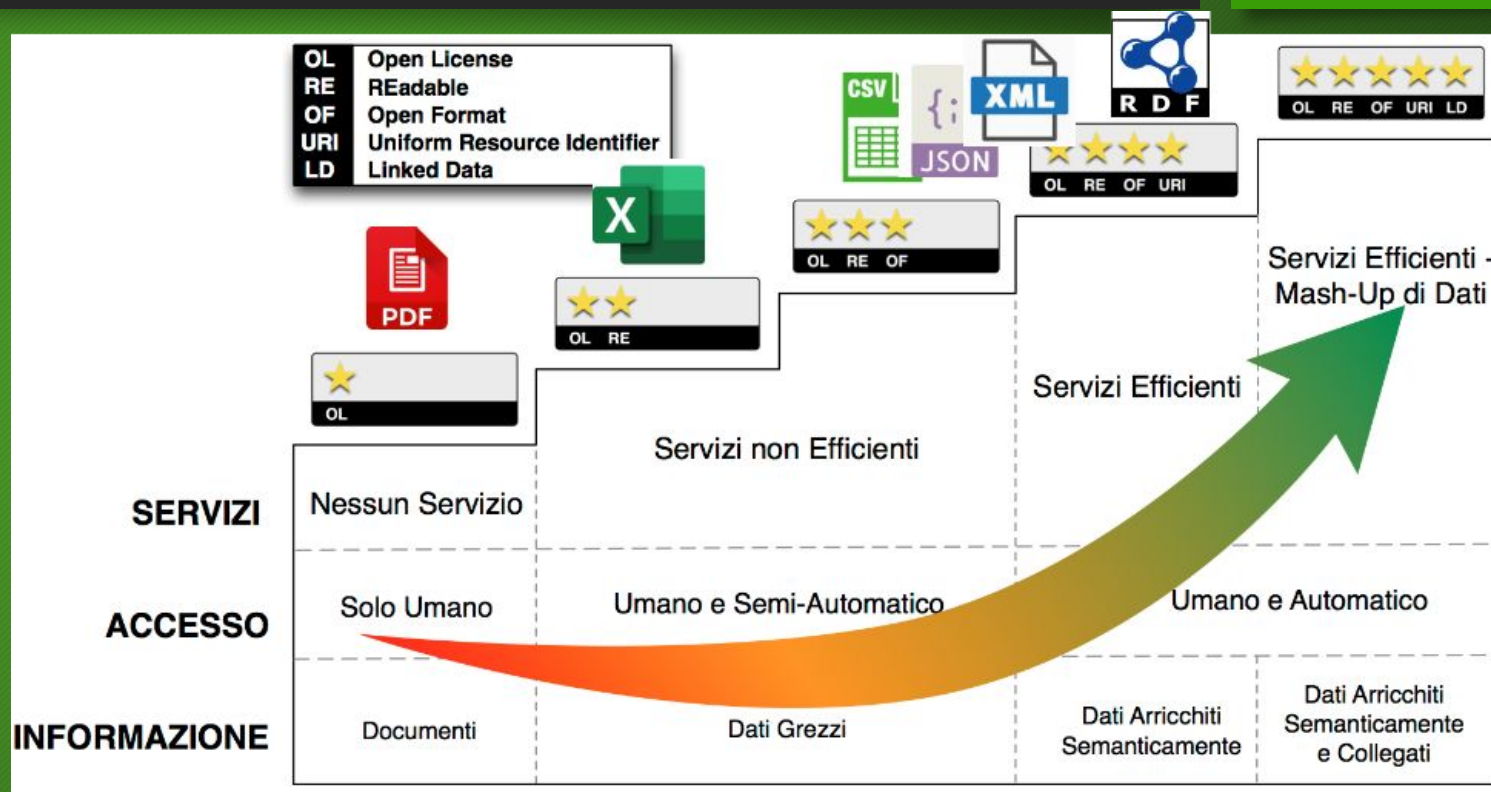 OL Open License
RE REadable
OF Open Format
URI Uniform Resource Identifier
LD Linked Data
PDF
X
CSV
{;
JSON
XML
RDF
OL
OL RE
OL RE OF
OL RE OF URI
OL RE OF URI LD
SERVIZI
Nessun Servizio
Servizi non Efficienti
Servizi Efficienti
Servizi Efficienti -
Mash-Up di Dati
ACCESSO
Solo Umano
Umano e Semi-Automatico
Umano e Automatico
INFORMAZIONE
Documenti
Dati Grezzi
Dati Arricchiti
Semanticamente
Dati Arricchiti
Semanticamente
e Collegati